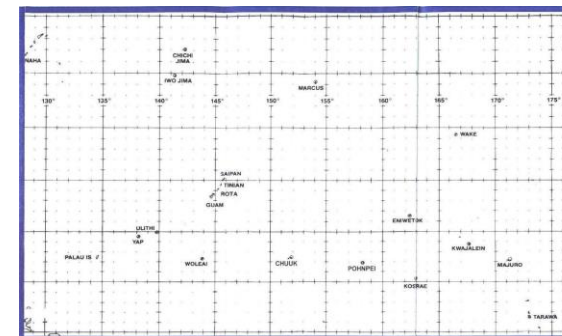 NAHA
CHICHI
JIMA
IWO JIMA
MARCUS
130° 135° 140° 145° 150° 155° 160° 165° 170° 175°
WAKE
SAIPAN
TINIAN
ROTA
GUAM
ENIWETOK
ULITHI
YAP
KWAJALEIN
PALAU IS
WOLEAI
CHUUK
POHNPEI
MAJURO
KOSRAE
TARAWA